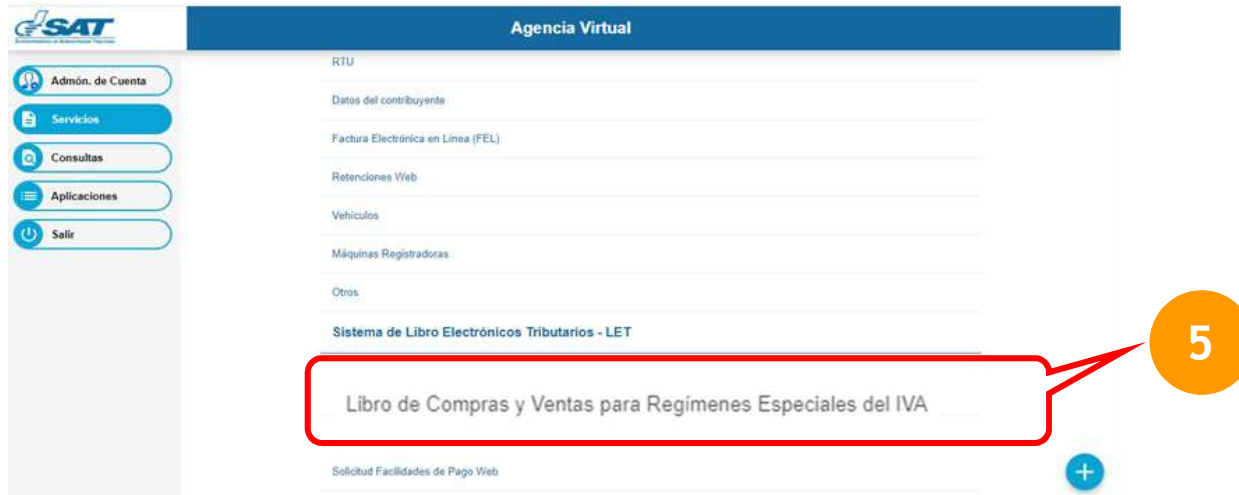 SAT
Agencia Virtual
Admón. de Cuenta
Servicios
Consultas
Aplicaciones
Salir
RTU
Datos del contribuyente
Factura Electrónica en Línea (FEL)
Retenciones Web
Vehículos
Máquinas Registradoras
Otros
Sistema de Libro Electrónicos Tributarios - LET
Libro de Compras y Ventas para Regímenes Especiales del IVA
5
Solicitud Facilidades de Pago Web